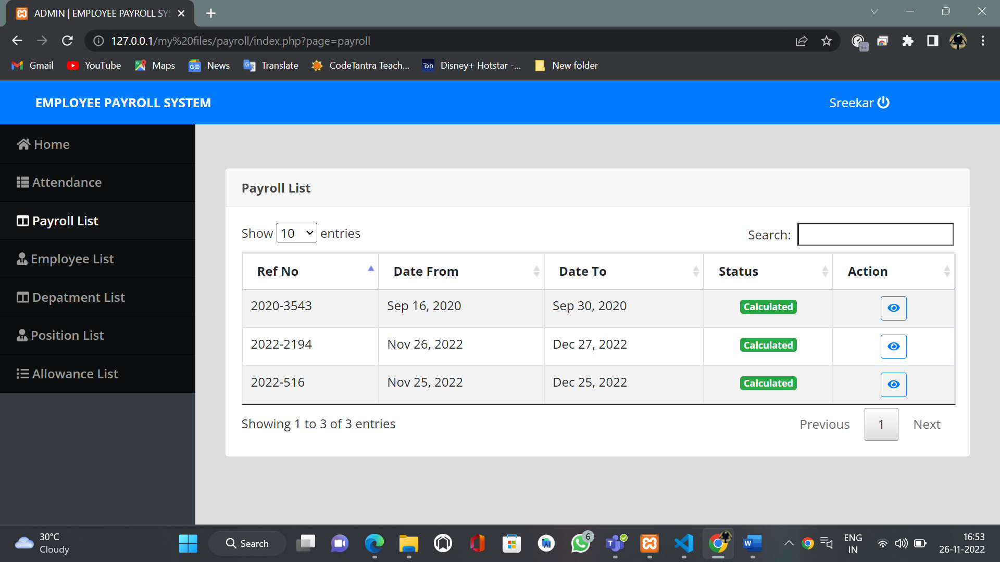 ADMIN | EMPLOYEE PAYROLL SYS
127.0.0.1/my%20files/payroll/index.php?page=payroll
Gmail YouTube Maps News Translate CodeTantra Teach... Disney+ Hotstar -... New folder
EMPLOYEE PAYROLL SYSTEM Sreekar
Home
Attendance
Payroll List
Employee List
Depatment List
Position List
Allowance List
Payroll List
Show 10 entries Search:
Ref No Date From Date To Status Action
2020-3543 Sep 16, 2020 Sep 30, 2020 Calculated
2022-2194 Nov 26, 2022 Dec 27, 2022 Calculated
2022-516 Nov 25, 2022 Dec 25, 2022 Calculated
Showing 1 to 3 of 3 entries Previous 1 Next
30°C
Cloudy
Search
6
ENG
IN
16:53
26-11-2022